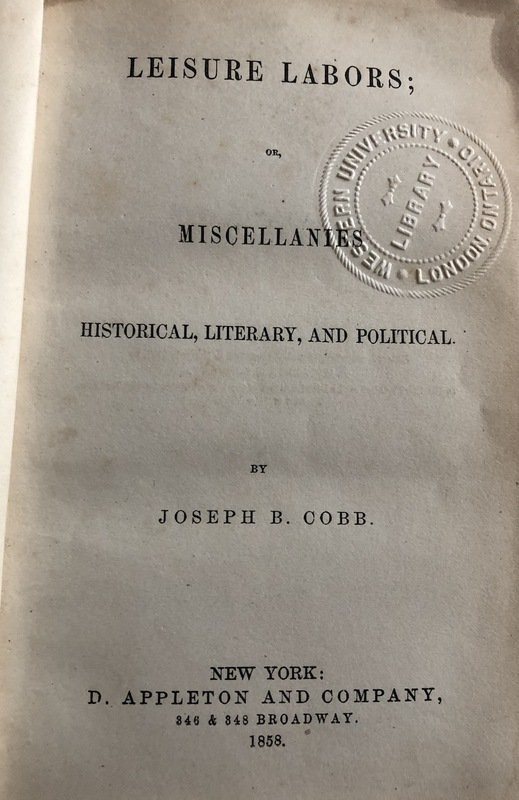 LEISURE LABORS;
OR,
MISCELLANIES
HISTORICAL, LITERARY, AND POLITICAL.
BY
JOSEPH B. COBB.
NEW YORK:
D. APPLETON AND COMPANY,
346 & 348 BROADWAY.
1858.
WESTERN UNIVERSITY • LONDON ONTARIO •
LIBRARY